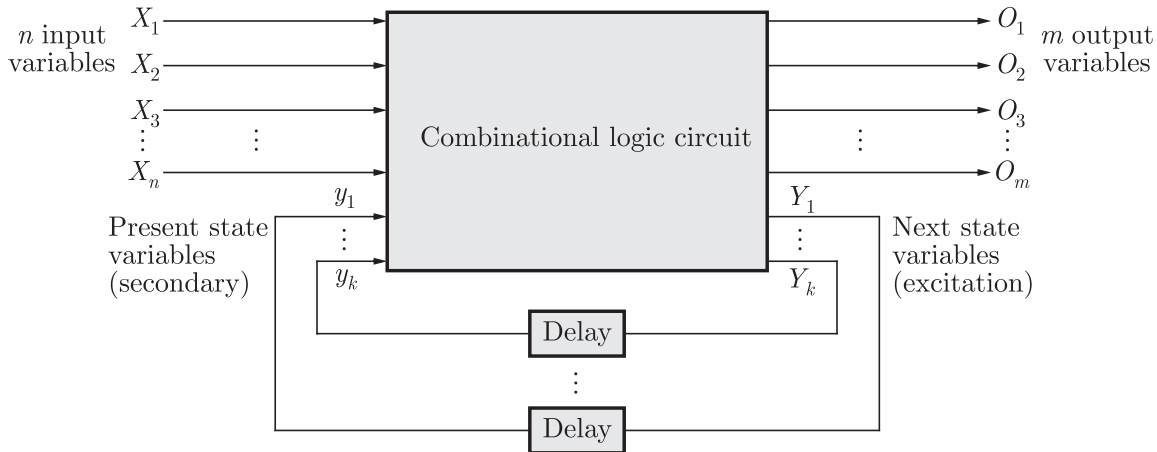 n input
variables
X₁
X₂
X₃
⋮
Xₙ
⋮
Combinational logic circuit
O₁
O₂
O₃
⋮
Oₘ
⋮
m output
variables
y₁
⋮
yₖ
Y₁
⋮
Yₖ
Present state
variables
(secondary)
Next state
variables
(excitation)
Delay
⋮
Delay